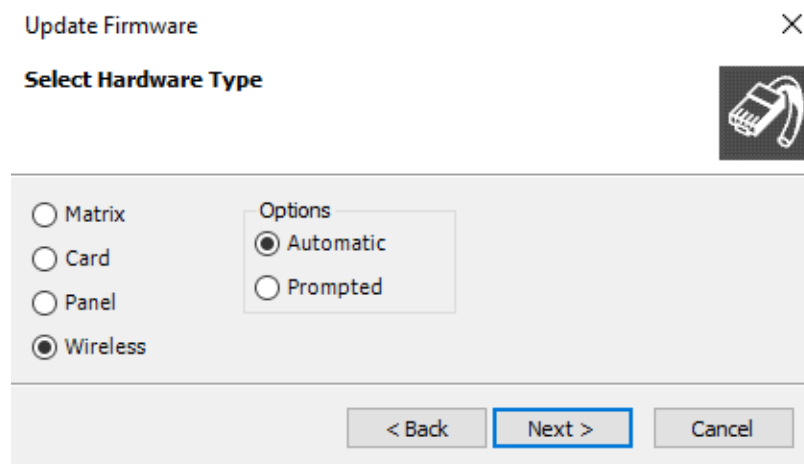 Update Firmware
Select Hardware Type
Matrix
Card
Panel
Wireless
Options
Automatic
Prompted
< Back
Next >
Cancel